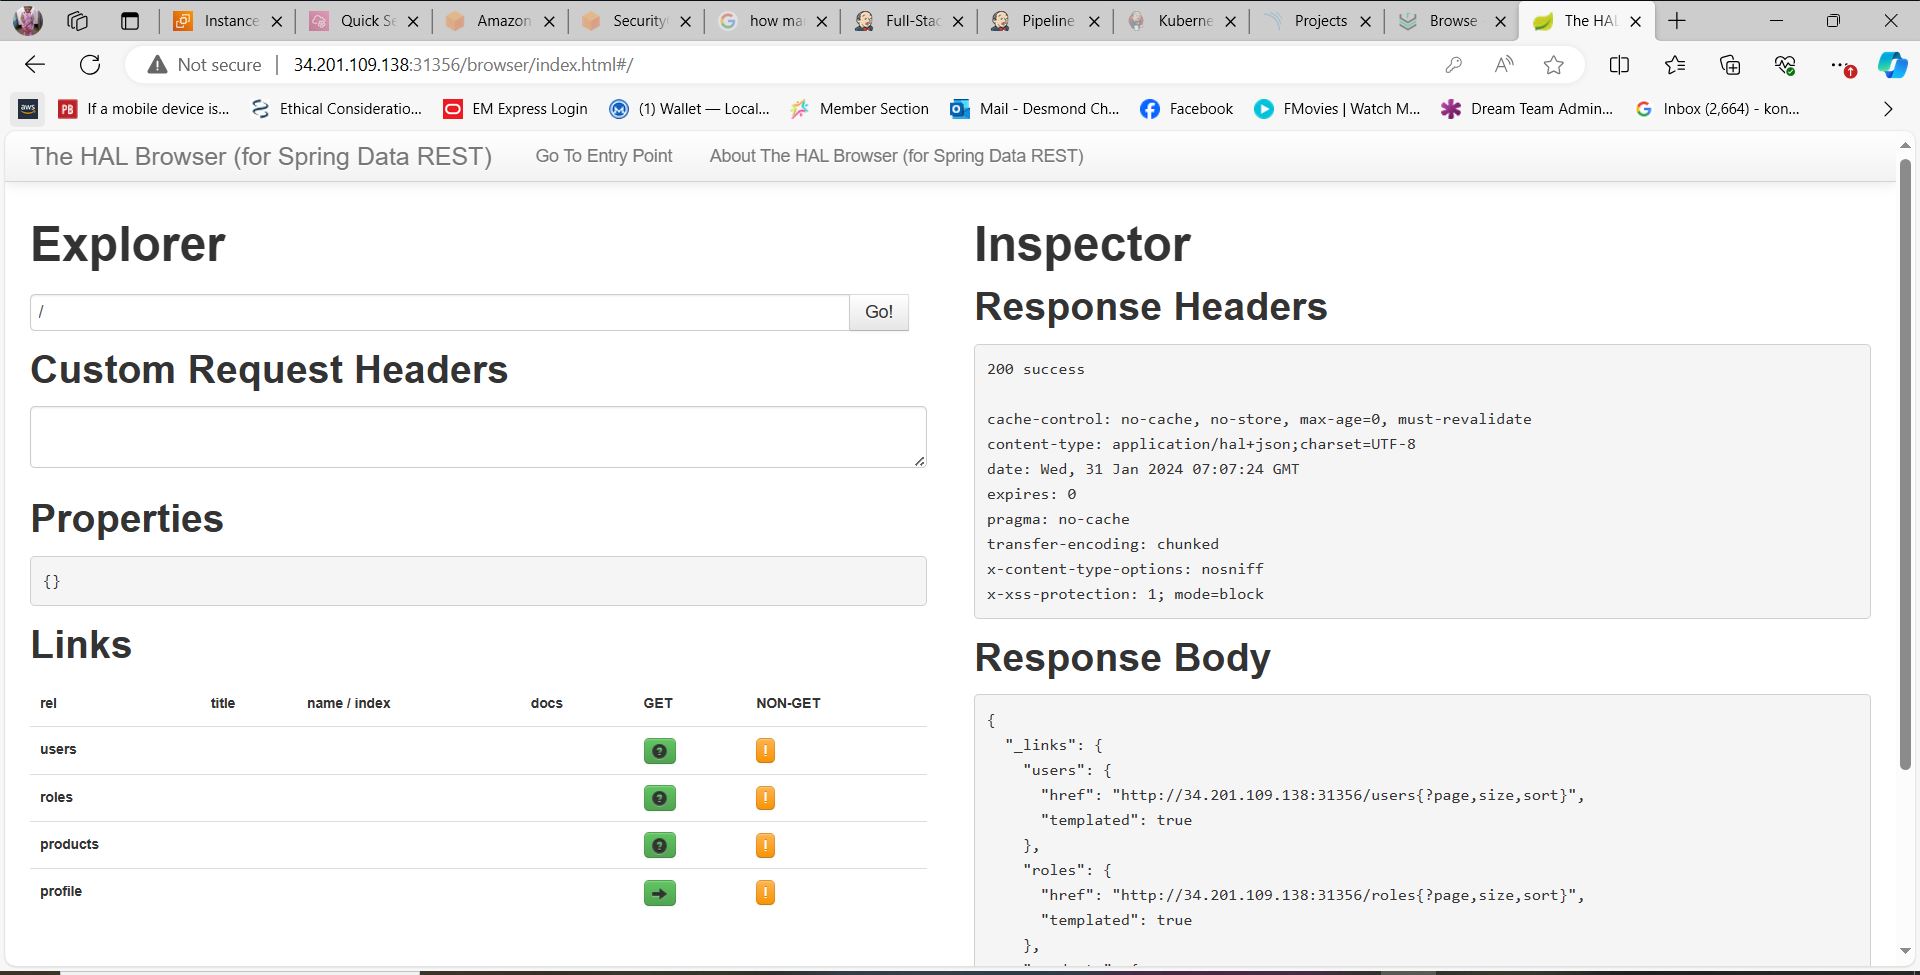 Instance
Quick Se
Amazon
Security
how ma
Full-Stac
Pipeline
Kuberne
Projects
Browse
The HAL
Not secure
34.201.109.138:31356/browser/index.html#/
aws
PB
If a mobile device is...
Ethical Consideratio...
EM Express Login
(1) Wallet — Local...
Member Section
Mail - Desmond Ch...
Facebook
FMovies | Watch M...
Dream Team Admin...
Inbox (2,664) - kon...
The HAL Browser (for Spring Data REST)
Go To Entry Point
About The HAL Browser (for Spring Data REST)
Explorer
/
Go!
Custom Request Headers
Properties
{}
Links
rel title name / index docs GET NON-GET
users
roles
products
profile
Inspector
Response Headers
200 success
cache-control: no-cache, no-store, max-age=0, must-revalidate
content-type: application/hal+json;charset=UTF-8
date: Wed, 31 Jan 2024 07:07:24 GMT
expires: 0
pragma: no-cache
transfer-encoding: chunked
x-content-type-options: nosniff
x-xss-protection: 1; mode=block
Response Body
{
"_links": {
"users": {
"href": "http://34.201.109.138:31356/users{?page,size,sort}",
"templated": true
},
"roles": {
"href": "http://34.201.109.138:31356/roles{?page,size,sort}",
"templated": true
},